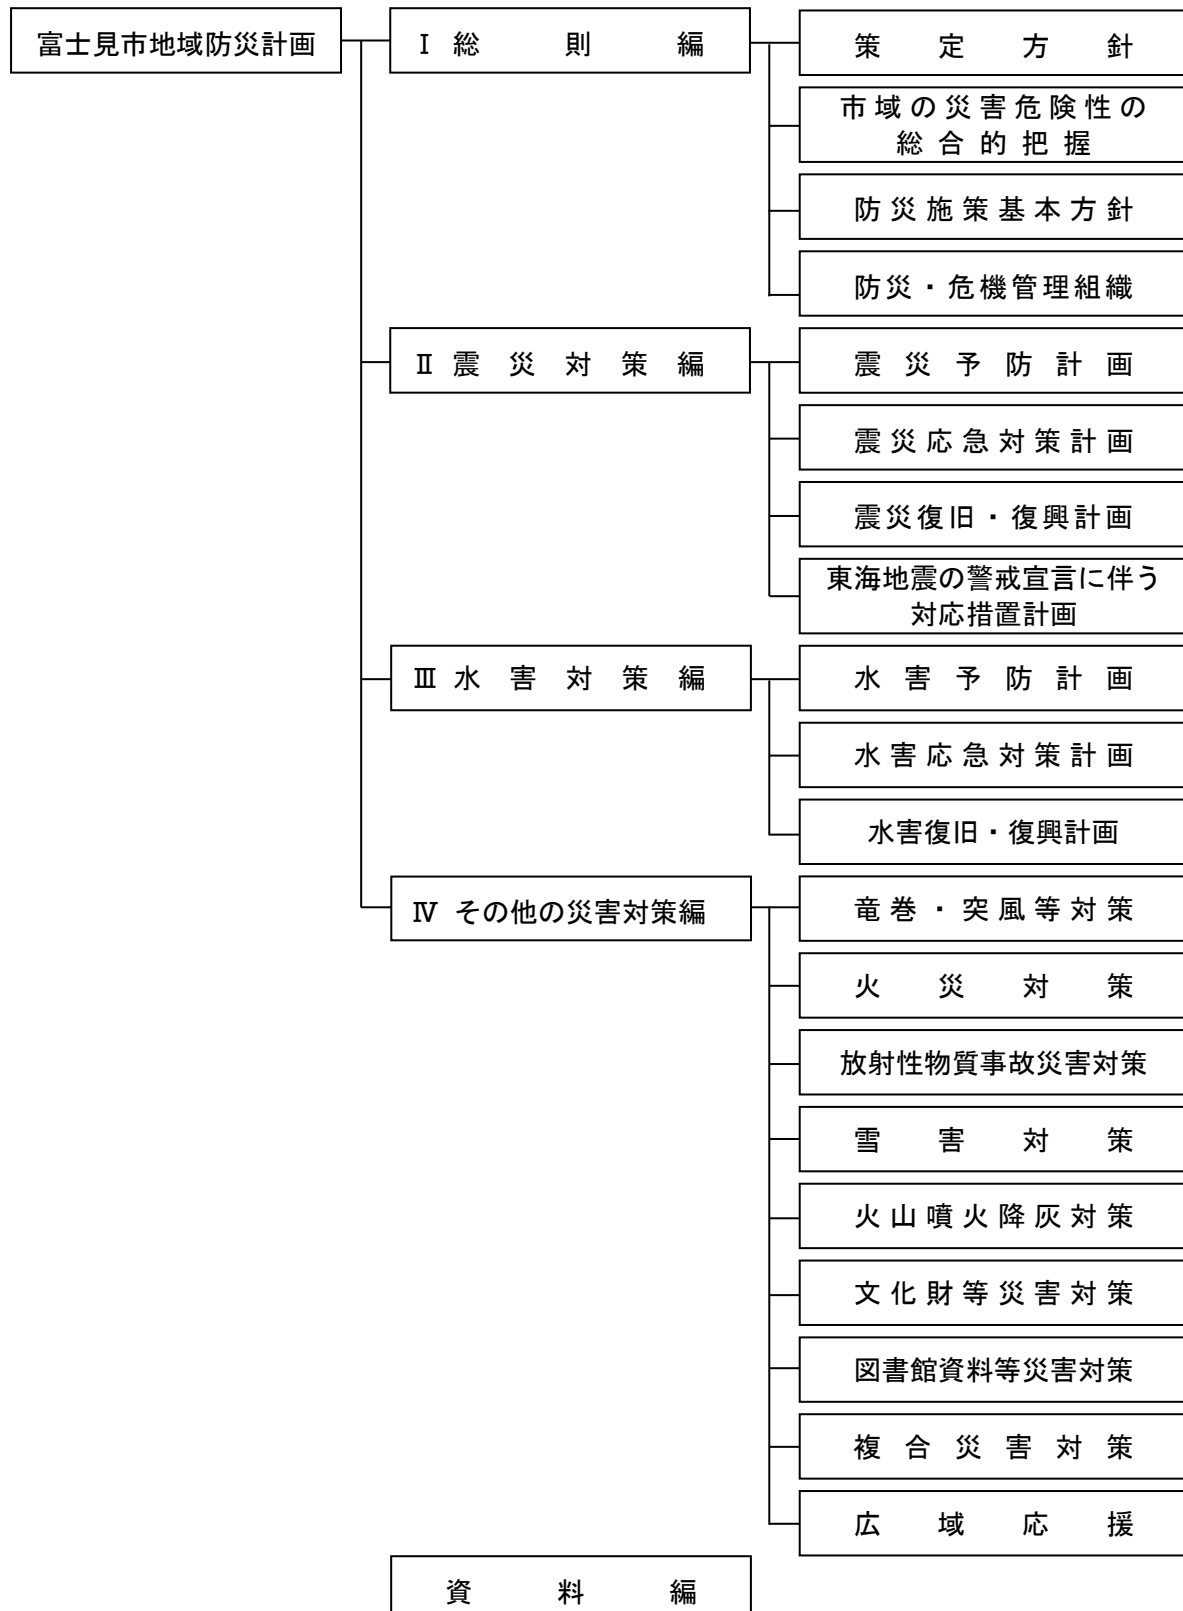 富士見市地域防災計画
Ⅰ 総則編
策定方針
市域の災害危険性の
総合的把握
防災施策基本方針
防災・危機管理組織
Ⅱ 震災対策編
震災予防計画
震災応急対策計画
震災復旧・復興計画
東海地震の警戒宣言に伴う
対応措置計画
Ⅲ 水害対策編
水害予防計画
水害応急対策計画
水害復旧・復興計画
Ⅳ その他の災害対策編
竜巻・突風等対策
火災対策
放射性物質事故災害対策
雪害対策
火山噴火降灰対策
文化財等災害対策
図書館資料等災害対策
複合災害対策
広域応援
資料編